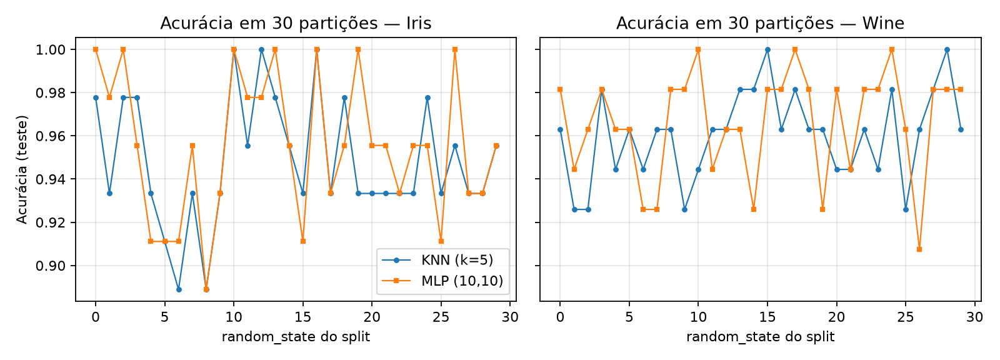 Acurácia em 30 partições — Iris
Acurácia (teste)
1.00
0.98
0.96
0.94
0.92
0.90
KNN (k=5)
MLP (10,10)
0 5 10 15 20 25 30
random_state do split
Acurácia em 30 partições — Wine
0 5 10 15 20 25 30
random_state do split